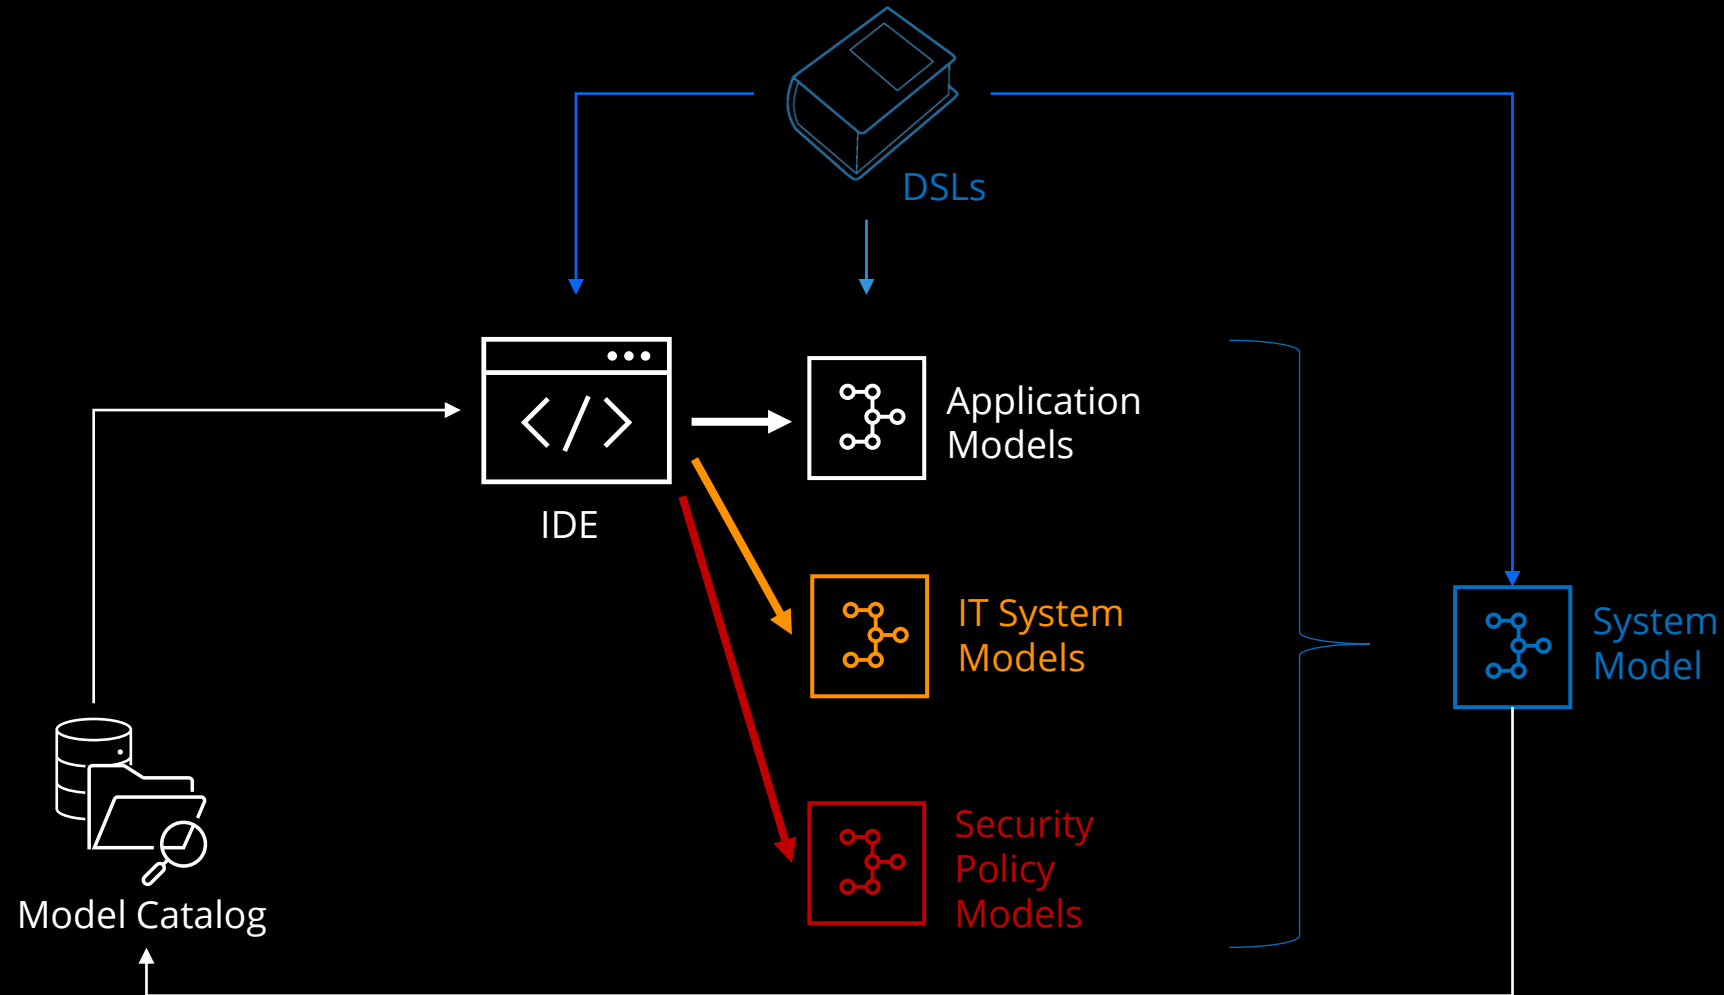 DSLs
Application
Models
IDE
IT System
Models
System
Model
Security
Policy
Models
Model Catalog